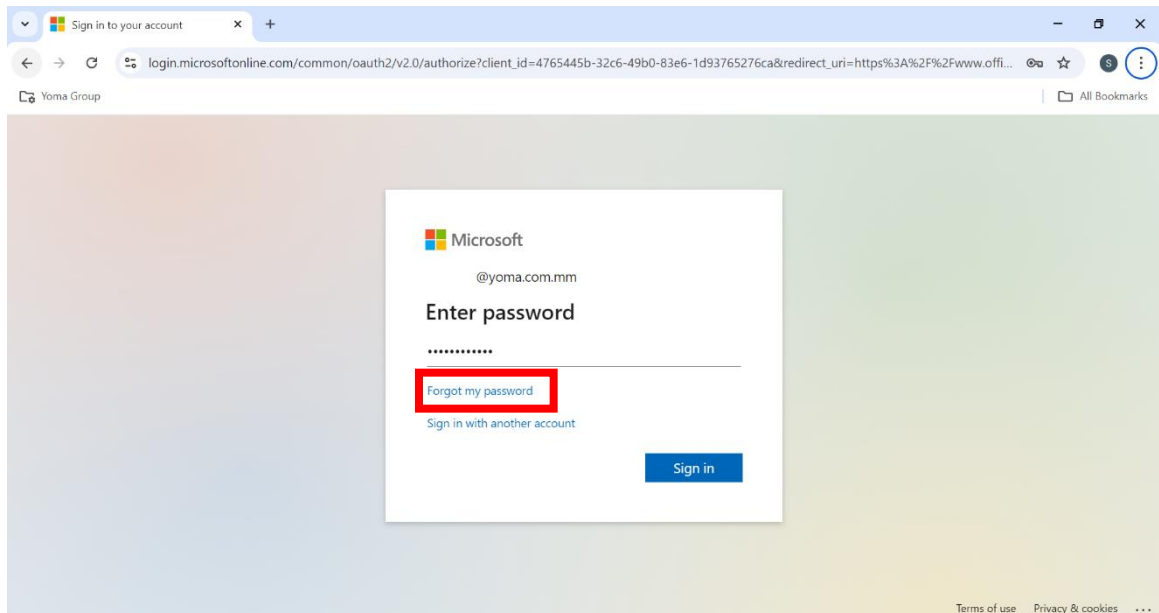 Sign in to your account
login.microsoftonline.com/common/oauth2/v2.0/authorize?client_id=4765445b-32c6-49b0-83e6-1d93765276ca&redirect_uri=https%3A%2F%2Fwww.offi...
S
Yoma Group
All Bookmarks
Microsoft
@yoma.com.mm
Enter password
Forgot my password
Sign in with another account
Sign in
Terms of use Privacy & cookies ...